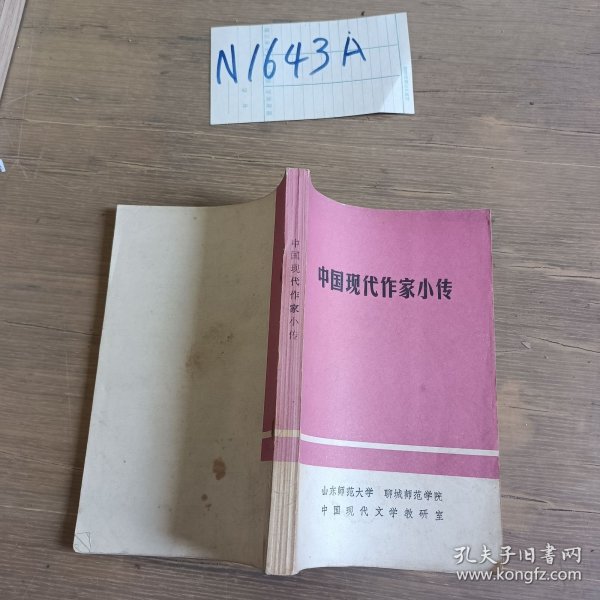 N1643A
中国现代作家小传
中国现代作家小传
山东师范大学 聊城师范学院
中国现代文学教研室
孔夫子旧书网
www.kongfz.com